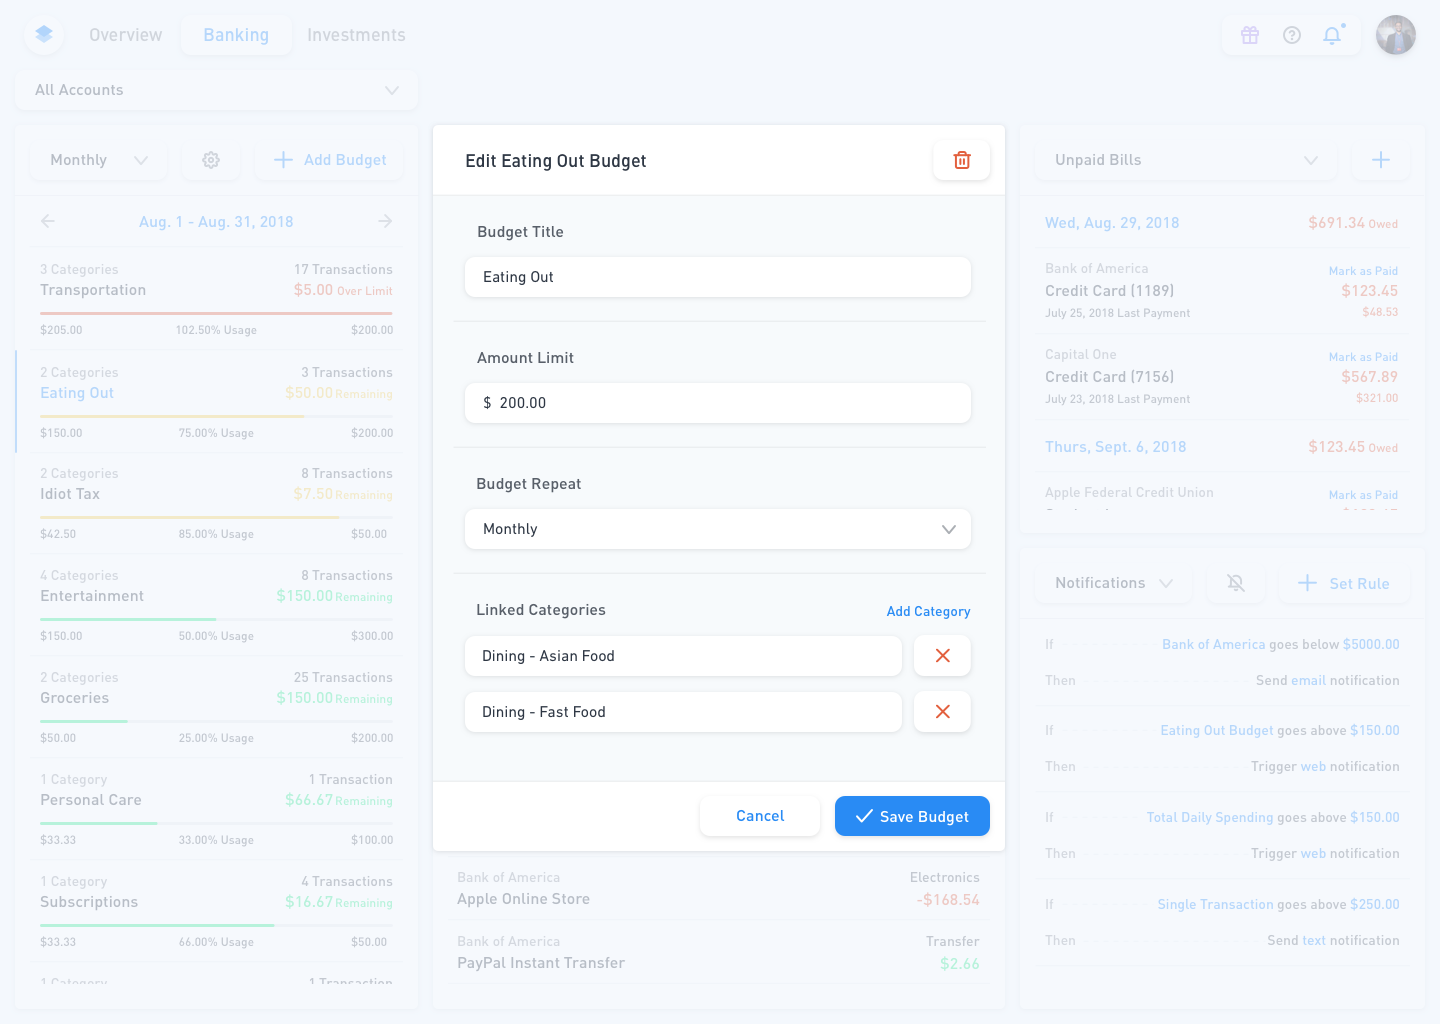 Overview
Banking
Investments
All Accounts
Monthly
Add Budget
Aug. 1 - Aug. 31, 2018
3 Categories
17 Transactions
Transportation
$5.00 Over Limit
$205.00
102.50% Usage
$200.00
2 Categories
3 Transactions
Eating Out
$50.00 Remaining
$150.00
75.00% Usage
$200.00
2 Categories
8 Transactions
Idiot Tax
$7.50 Remaining
$42.50
85.00% Usage
$50.00
4 Categories
8 Transactions
Entertainment
$150.00 Remaining
$150.00
50.00% Usage
$300.00
2 Categories
25 Transactions
Groceries
$150.00 Remaining
$50.00
25.00% Usage
$200.00
1 Category
1 Transaction
Personal Care
$66.67 Remaining
$33.33
33.00% Usage
$100.00
1 Category
4 Transactions
Subscriptions
$16.67 Remaining
$33.33
66.00% Usage
$50.00
1 Category
1 Transaction
Edit Eating Out Budget
Budget Title
Eating Out
Amount Limit
$ 200.00
Budget Repeat
Monthly
Linked Categories
Add Category
Dining - Asian Food
Dining - Fast Food
Cancel
Save Budget
Bank of America
Electronics
Apple Online Store
-$168.54
Bank of America
Transfer
PayPal Instant Transfer
$2.66
Unpaid Bills
Wed, Aug. 29, 2018
$691.34 Owed
Bank of America
Mark as Paid
Credit Card (1189)
$123.45
July 25, 2018 Last Payment
$48.53
Capital One
Mark as Paid
Credit Card (7156)
$567.89
July 23, 2018 Last Payment
$321.00
Thurs, Sept. 6, 2018
$123.45 Owed
Apple Federal Credit Union
Mark as Paid
Notifications
Set Rule
If
Bank of America goes below $5000.00
Then
Send email notification
If
Eating Out Budget goes above $150.00
Then
Trigger web notification
If
Total Daily Spending goes above $150.00
Then
Trigger web notification
If
Single Transaction goes above $250.00
Then
Send text notification